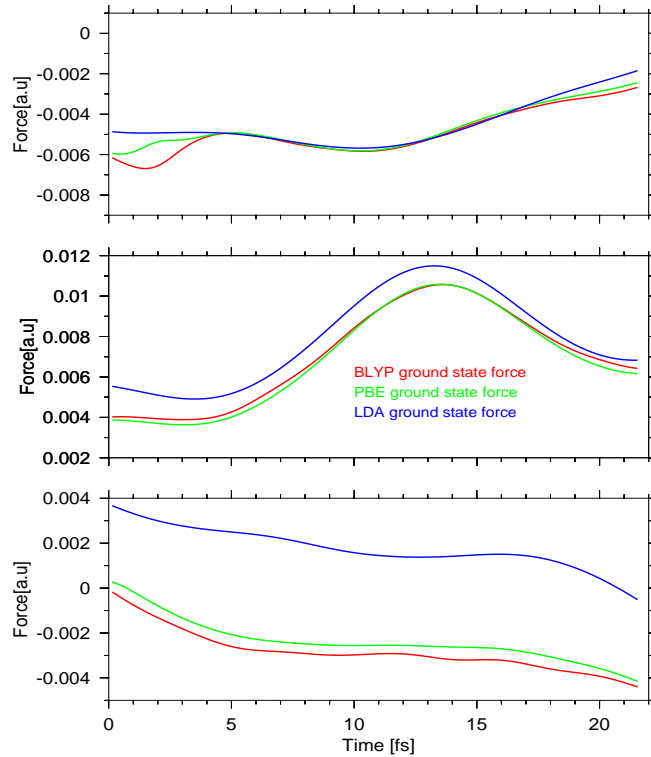 0
-0.002
-0.004
-0.006
-0.008
Force[a.u]
0.012
0.01
0.008
0.006
0.004
0.002
Force[a.u]
BLYP ground state force
PBE ground state force
LDA ground state force
0.004
0.002
0
-0.002
-0.004
Force[a.u]
0 5 10 15 20
Time [fs]